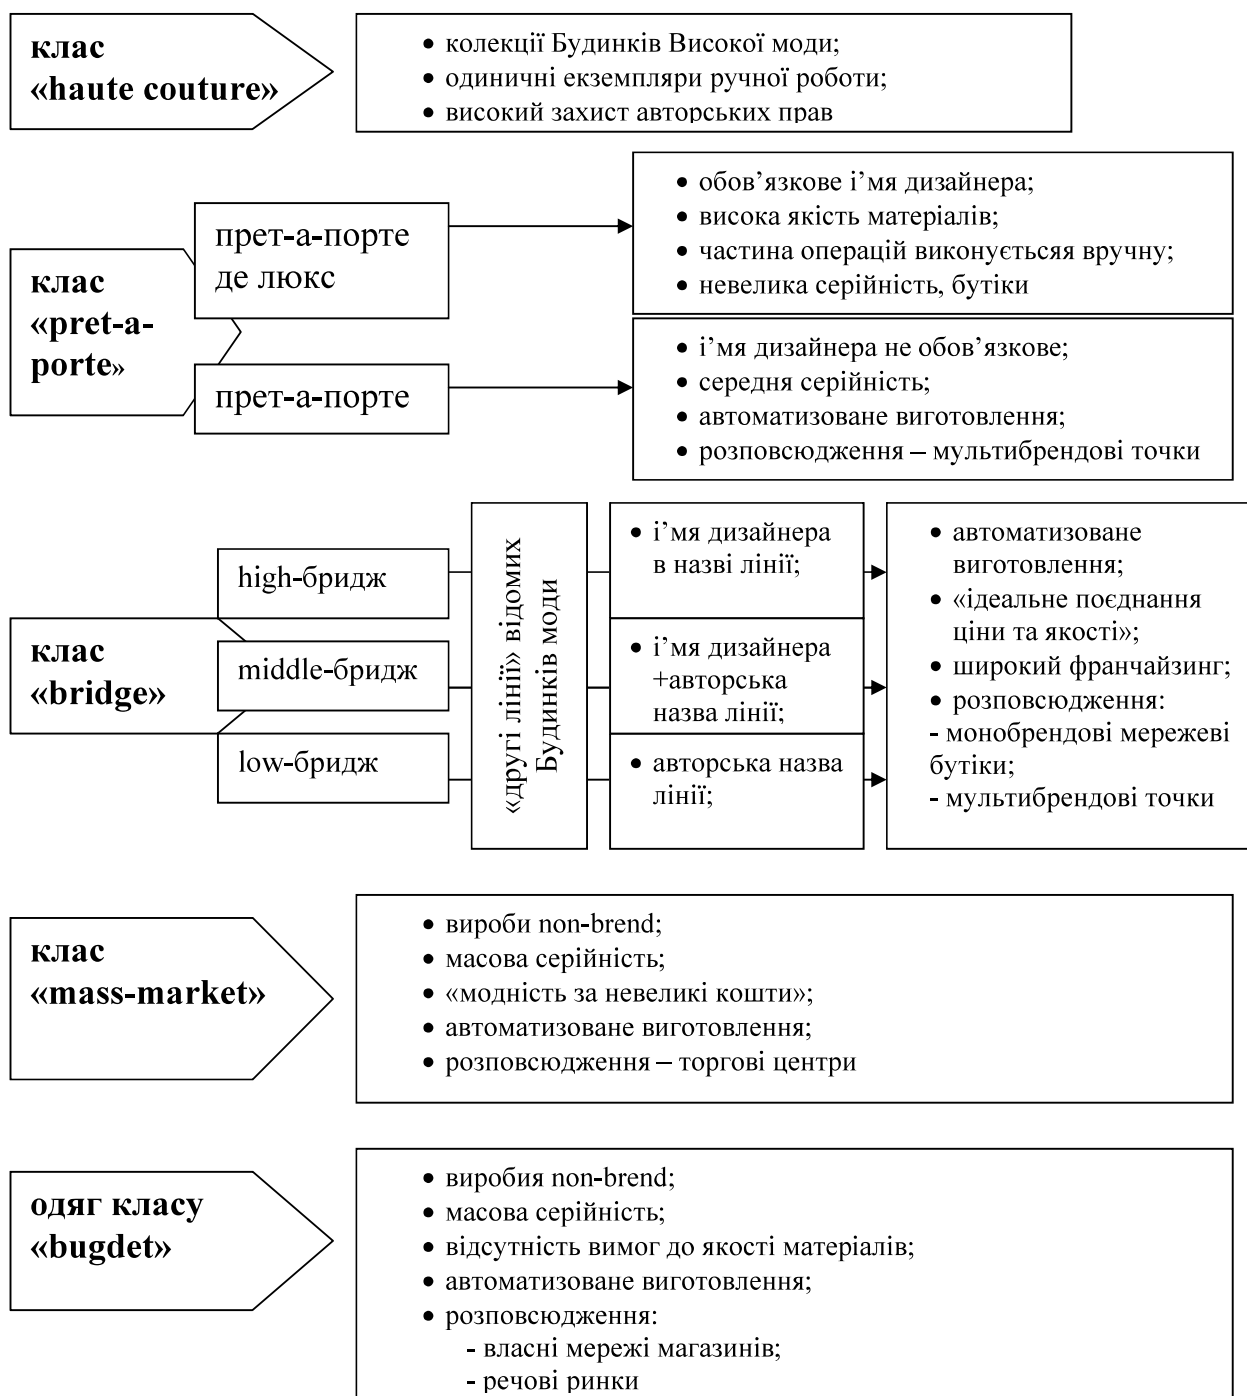 клас
«haute couture»
• колекції Будинків Високої моди;
• одиничні екземпляри ручної роботи;
• високий захист авторських прав
клас
«pret-a-
porte»
прет-а-порте
де люкс
• обов’язкове і’мя дизайнера;
• висока якість матеріалів;
• частина операцій виконуєтьсяя вручну;
• невелика серійність, бутіки
прет-а-порте
• і’мя дизайнера не обов’язкове;
• середня серійність;
• автоматизоване виготовлення;
• розповсюдження – мультибрендові точки
клас
«bridge»
high-бридж
middle-бридж
low-бридж
«другі лінії» відомих
Будинків моди
• і’мя дизайнера
в назві лінії;
• і’мя дизайнера
+авторська
назва лінії;
• авторська назва
лінії;
• автоматизоване
виготовлення;
• «ідеальне поєднання
ціни та якості»;
• широкий франчайзинг;
• розповсюдження:
- монобрендові мережеві
бутіки;
- мультибрендові точки
клас
«mass-market»
• вироби non-brend;
• масова серійність;
• «модність за невеликі кошти»;
• автоматизоване виготовлення;
• розповсюдження – торгові центри
одяг класу
«bugdet»
• виробия non-brend;
• масова серійність;
• відсутність вимог до якості матеріалів;
• автоматизоване виготовлення;
• розповсюдження:
- власні мережі магазинів;
- речові ринки